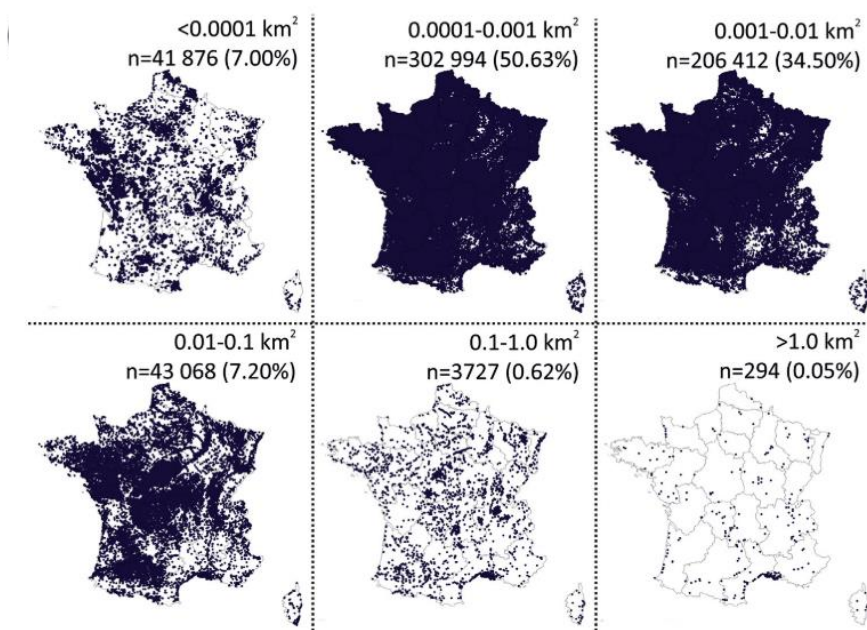 <0.0001 km²
n=41 876 (7.00%)
0.0001-0.001 km²
n=302 994 (50.63%)
0.001-0.01 km²
n=206 412 (34.50%)
0.01-0.1 km²
n=43 068 (7.20%)
0.1-1.0 km²
n=3727 (0.62%)
>1.0 km²
n=294 (0.05%)